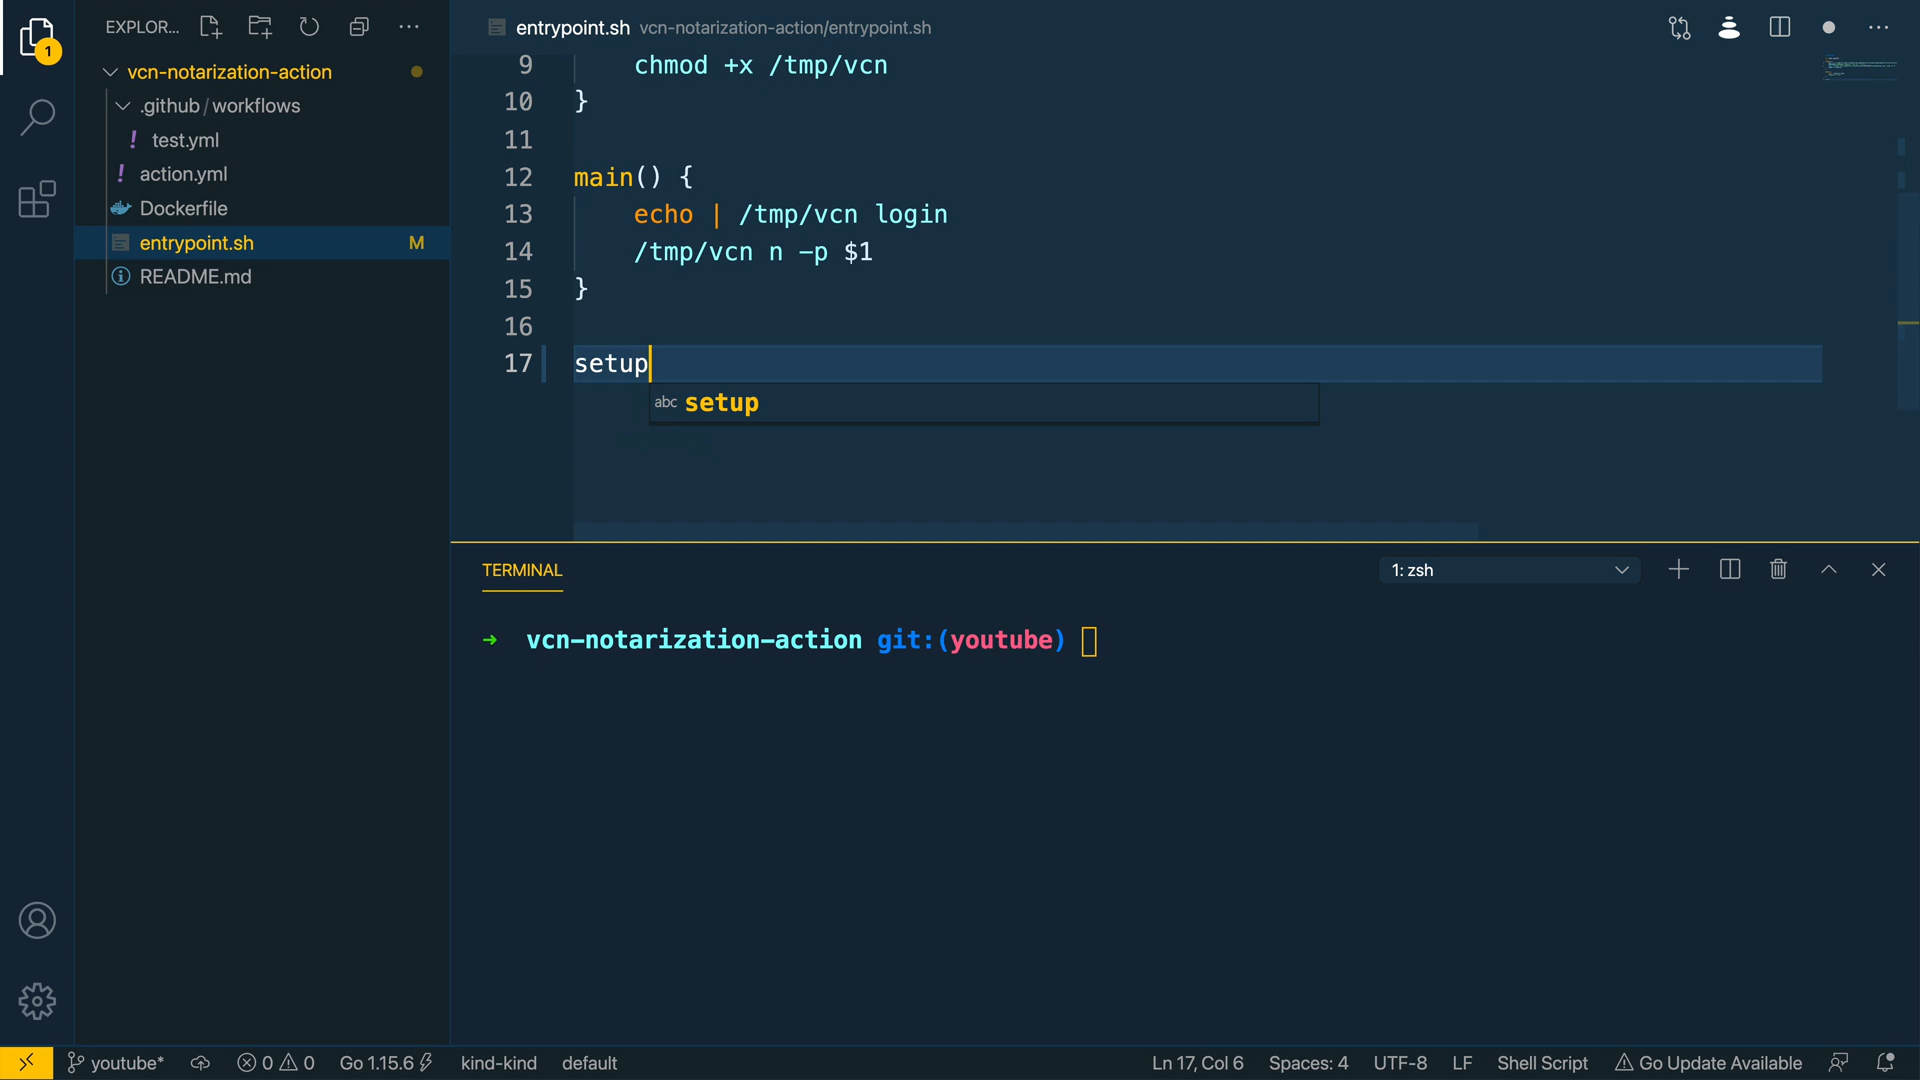 EXPLOR...
vcn-notarization-action
.github/workflows
test.yml
action.yml
Dockerfile
entrypoint.sh M
README.md
1
entrypoint.sh vcn-notarization-action/entrypoint.sh
9 chmod +x /tmp/vcn
10 }
11
12 main() {
13 echo | /tmp/vcn login
14 /tmp/vcn n -p $1
15 }
16
17 setup
abc setup
TERMINAL
1: zsh
➜ vcn-notarization-action git:(youtube)
youtube* 0 0 Go 1.15.6 kind-kind default Ln 17, Col 6 Spaces: 4 UTF-8 LF Shell Script Go Update Available